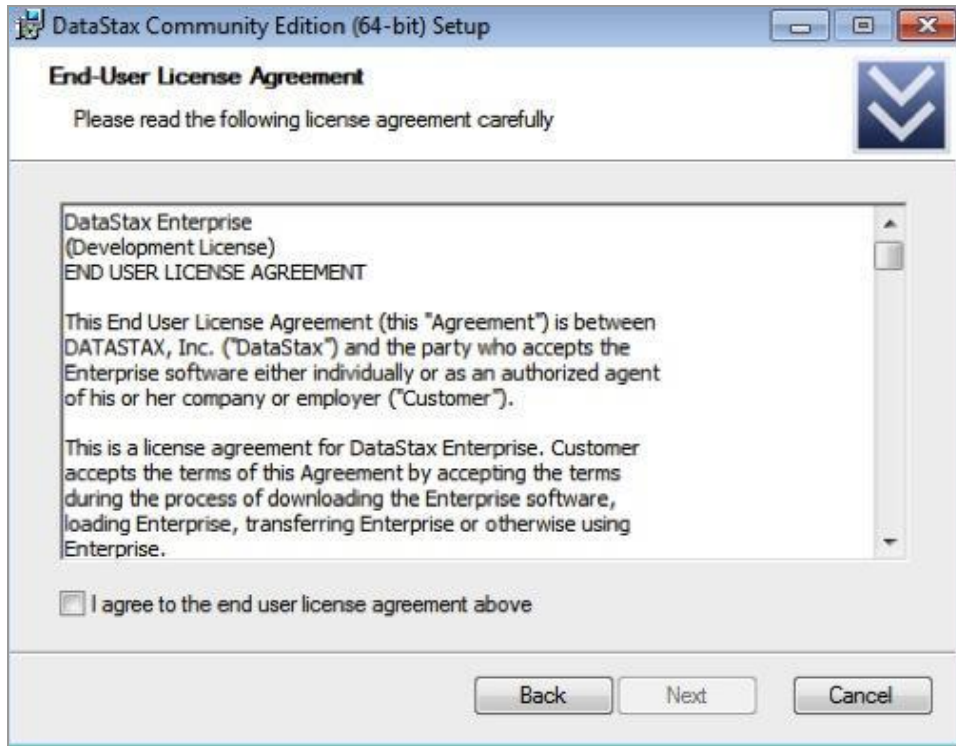 DataStax Community Edition (64-bit) Setup
End-User License Agreement
Please read the following license agreement carefully
DataStax Enterprise
(Development License)
END USER LICENSE AGREEMENT
This End User License Agreement (this "Agreement") is between
DATASTAX, Inc. ("DataStax") and the party who accepts the
Enterprise software either individually or as an authorized agent
of his or her company or employer ("Customer").
This is a license agreement for DataStax Enterprise. Customer
accepts the terms of this Agreement by accepting the terms
during the process of downloading the Enterprise software,
loading Enterprise, transferring Enterprise or otherwise using
Enterprise.
I agree to the end user license agreement above
Back Next Cancel